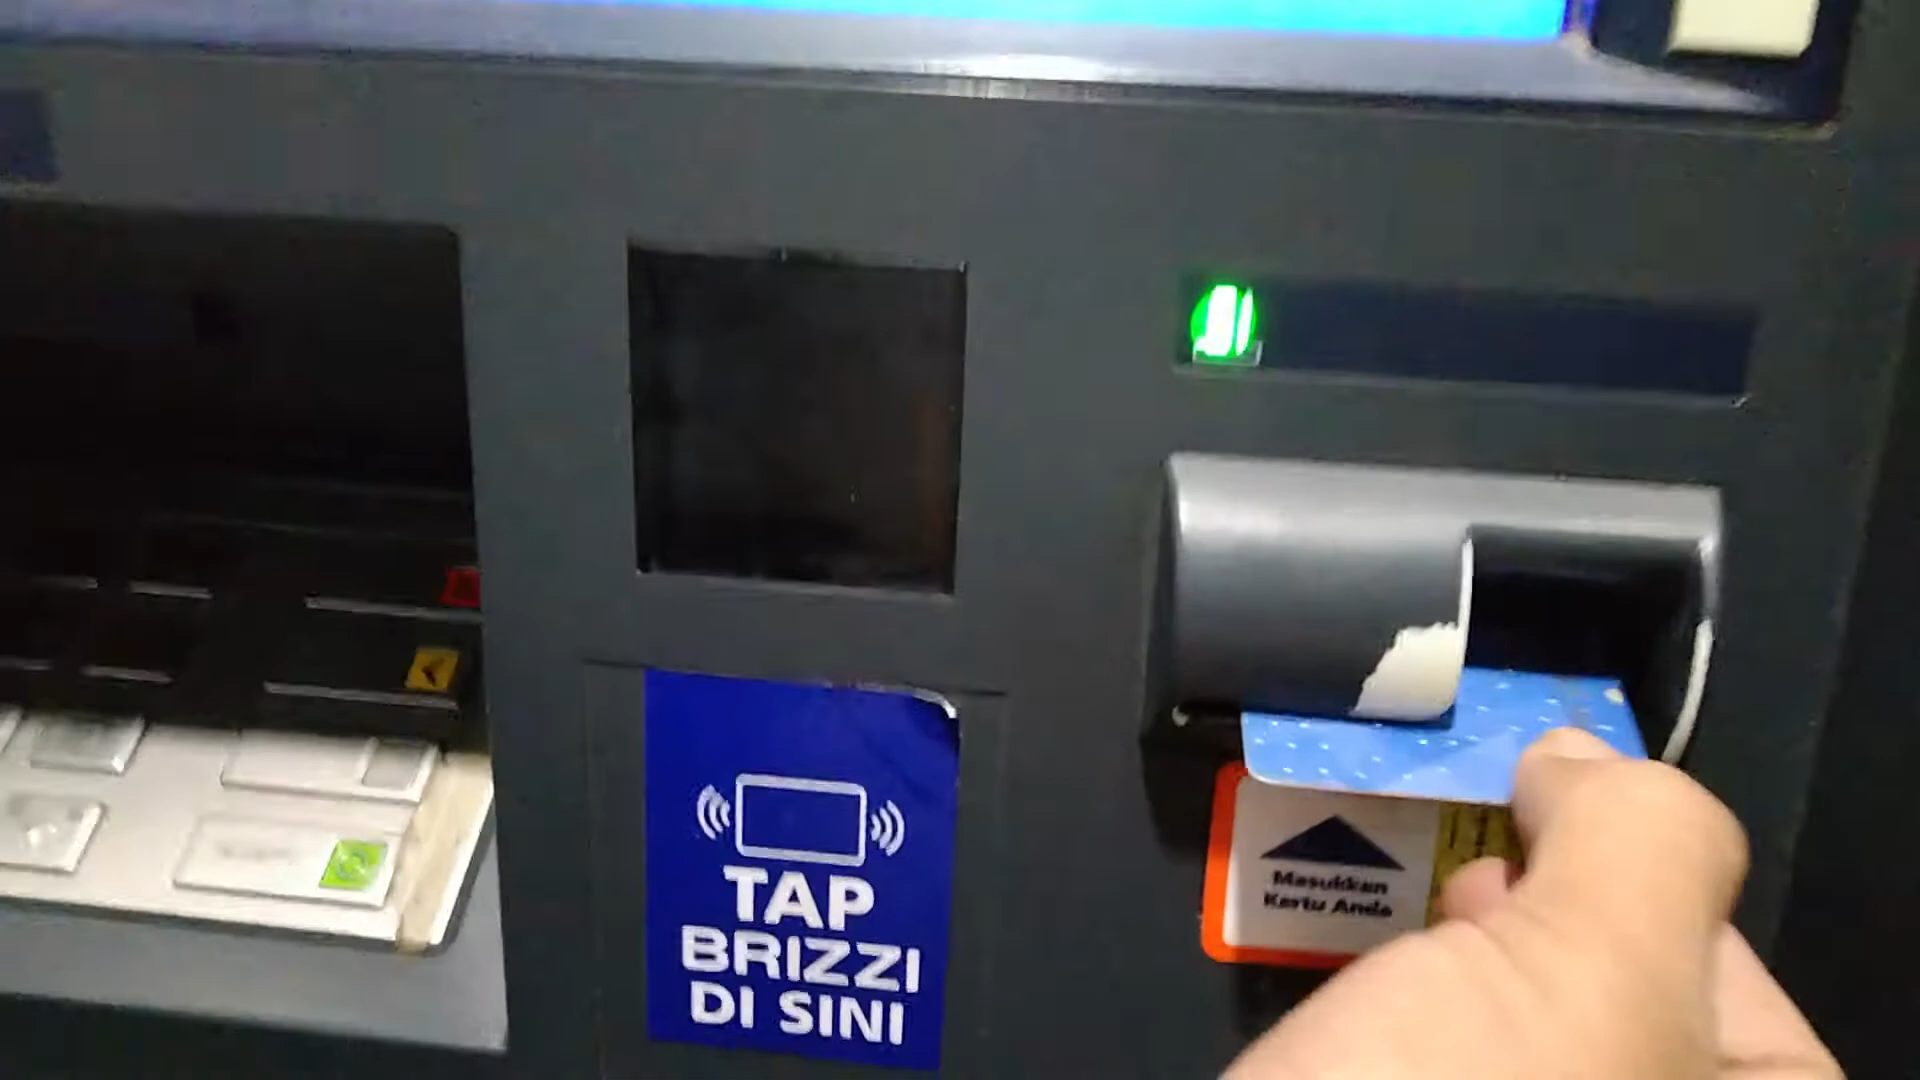 TAP
BRIZZI
DI SINI
Masukkan
Kartu Anda